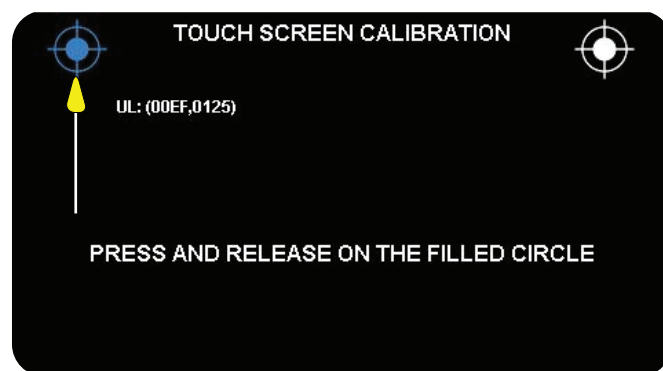 TOUCH SCREEN CALIBRATION
UL: (00EF,0125)
PRESS AND RELEASE ON THE FILLED CIRCLE